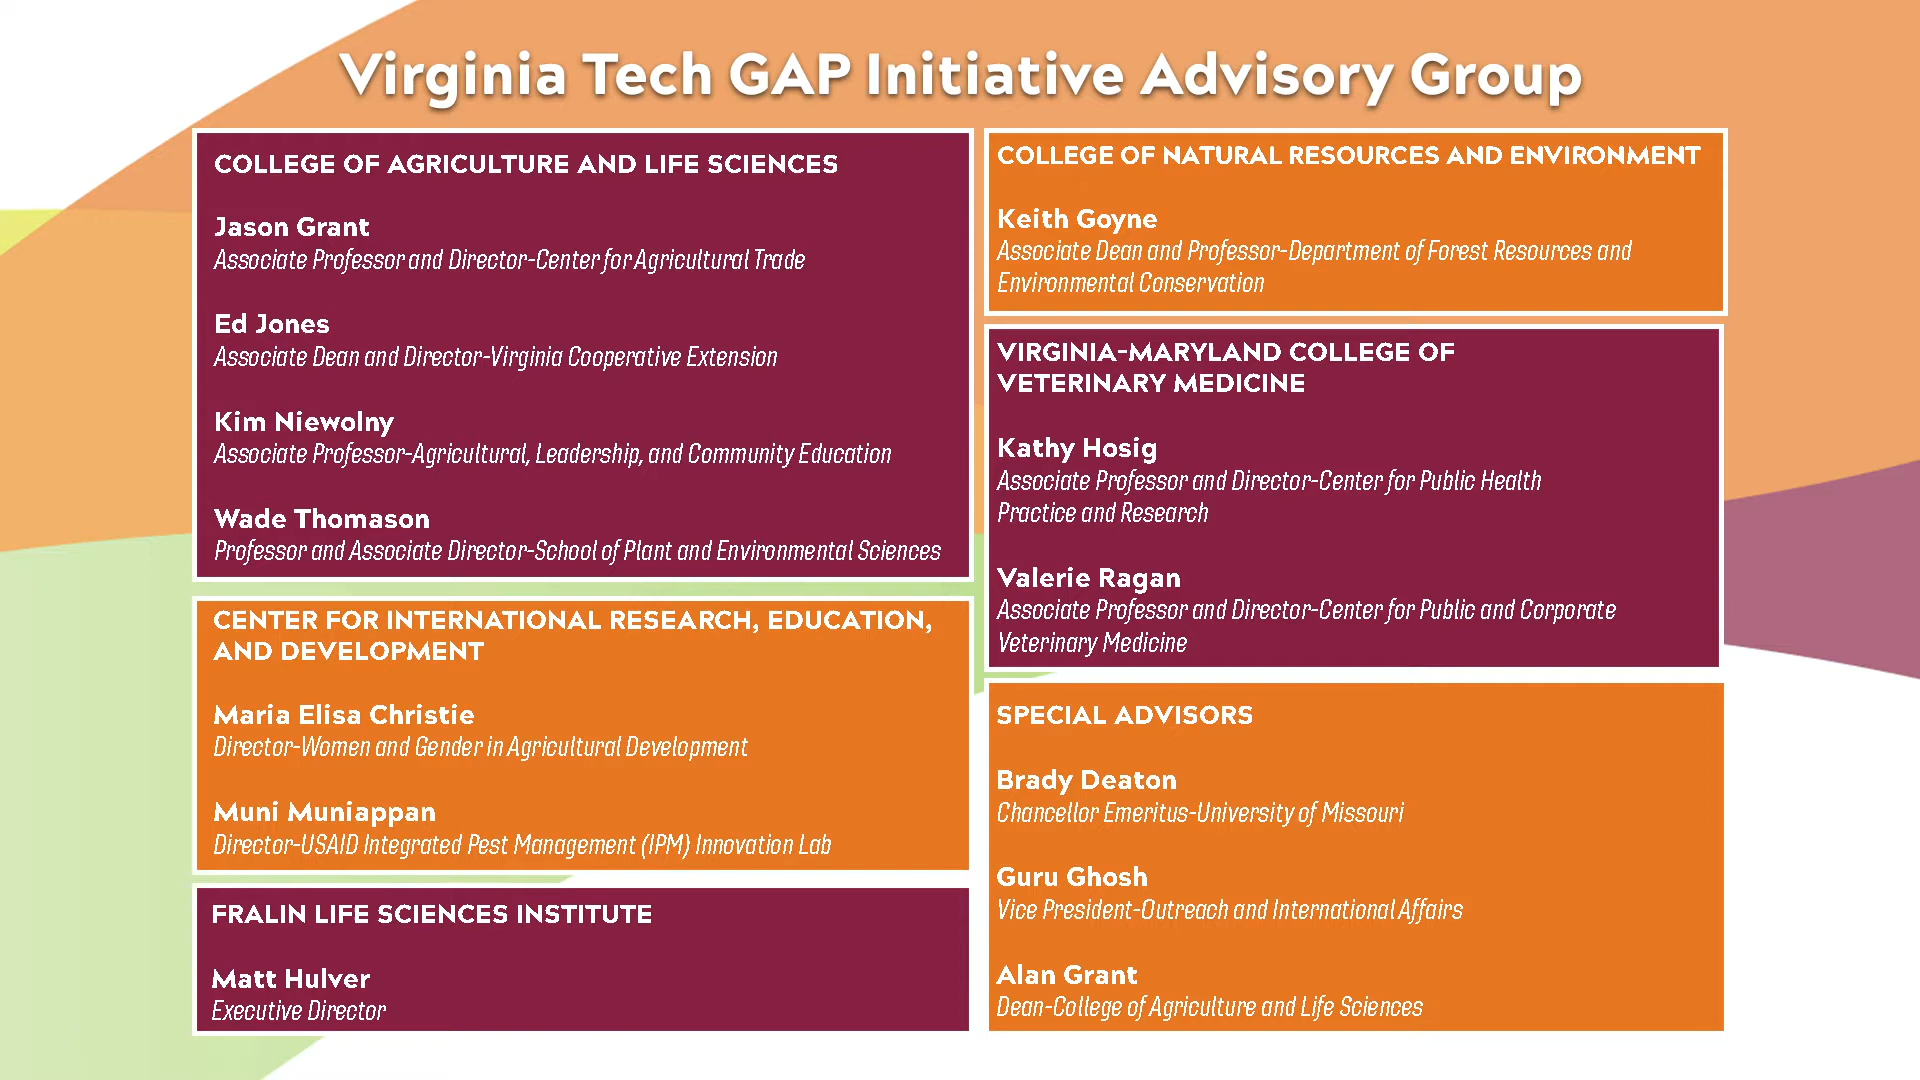 Virginia Tech GAP Initiative Advisory Group
COLLEGE OF AGRICULTURE AND LIFE SCIENCES
Jason Grant
Associate Professor and Director-Center for Agricultural Trade
Ed Jones
Associate Dean and Director-Virginia Cooperative Extension
Kim Niewolny
Associate Professor-Agricultural, Leadership, and Community Education
Wade Thomason
Professor and Associate Director-School of Plant and Environmental Sciences
CENTER FOR INTERNATIONAL RESEARCH, EDUCATION,
AND DEVELOPMENT
Maria Elisa Christie
Director-Women and Gender in Agricultural Development
Muni Muniappan
Director-USAID Integrated Pest Management (IPM) Innovation Lab
FRALIN LIFE SCIENCES INSTITUTE
Matt Hulver
Executive Director
COLLEGE OF NATURAL RESOURCES AND ENVIRONMENT
Keith Goyne
Associate Dean and Professor-Department of Forest Resources and
Environmental Conservation
VIRGINIA-MARYLAND COLLEGE OF
VETERINARY MEDICINE
Kathy Hosig
Associate Professor and Director-Center for Public Health
Practice and Research
Valerie Ragan
Associate Professor and Director-Center for Public and Corporate
Veterinary Medicine
SPECIAL ADVISORS
Brady Deaton
Chancellor Emeritus-University of Missouri
Guru Ghosh
Vice President-Outreach and International Affairs
Alan Grant
Dean-College of Agriculture and Life Sciences